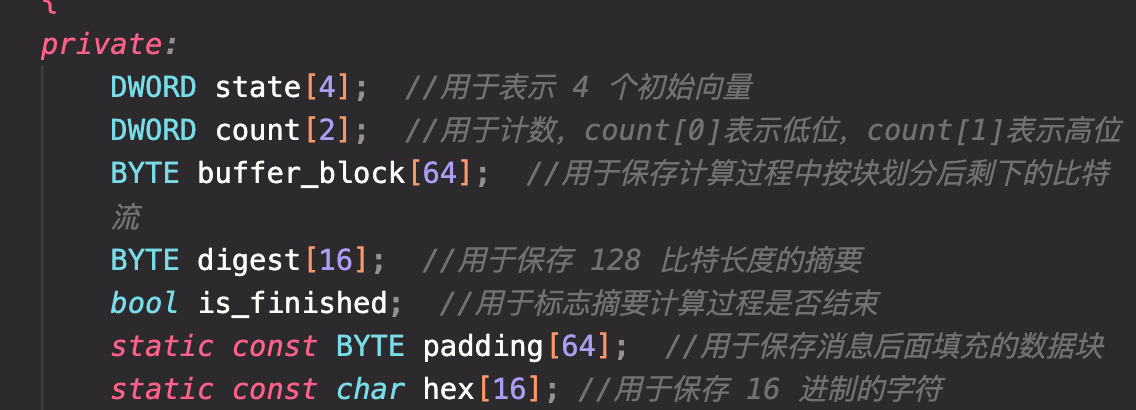 {
private:
DWORD state[4]; //用于表示 4 个初始向量
DWORD count[2]; //用于计数，count[0]表示低位，count[1]表示高位
BYTE buffer_block[64]; //用于保存计算过程中按块划分后剩下的比特
流
BYTE digest[16]; //用于保存 128 比特长度的摘要
bool is_finished; //用于标志摘要计算过程是否结束
static const BYTE padding[64]; //用于保存消息后面填充的数据块
static const char hex[16]; //用于保存 16 进制的字符